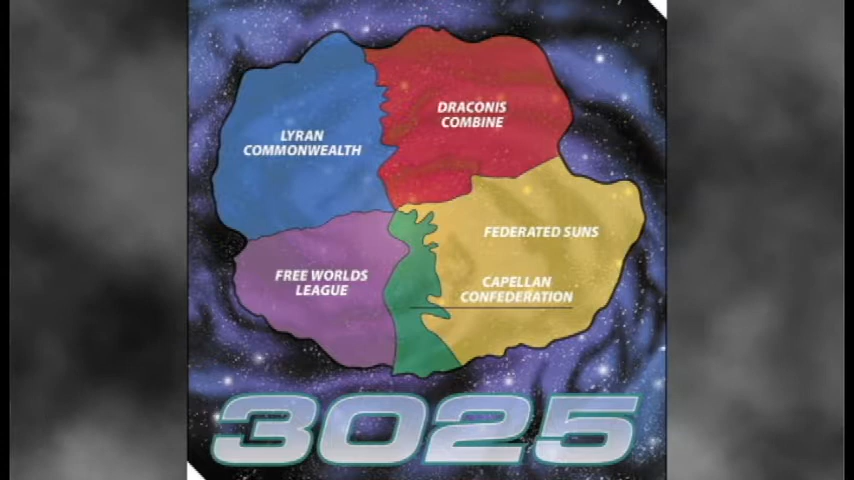 LYRAN
COMMONWEALTH
DRACONIS
COMBINE
FREE WORLDS
LEAGUE
FEDERATED SUNS
CAPELLAN
CONFEDERATION
3025